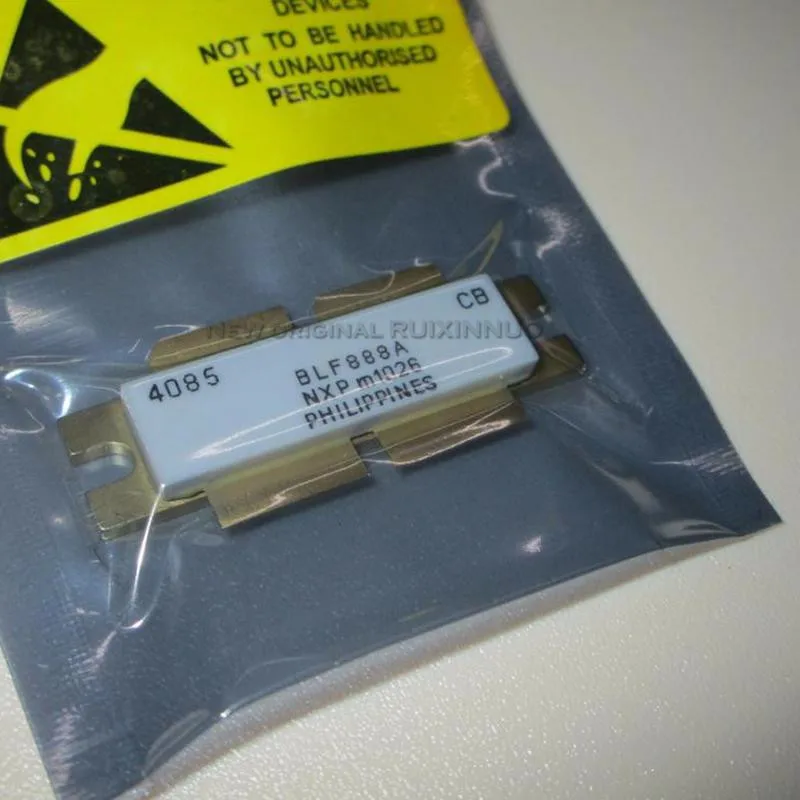 DEVICES
NOT TO BE HANDLED
BY UNAUTHORISED
PERSONNEL
CB
NEW ORIGINAL RUIXINNUO
4085
BLF888A
NXP m1026
PHILIPPINES